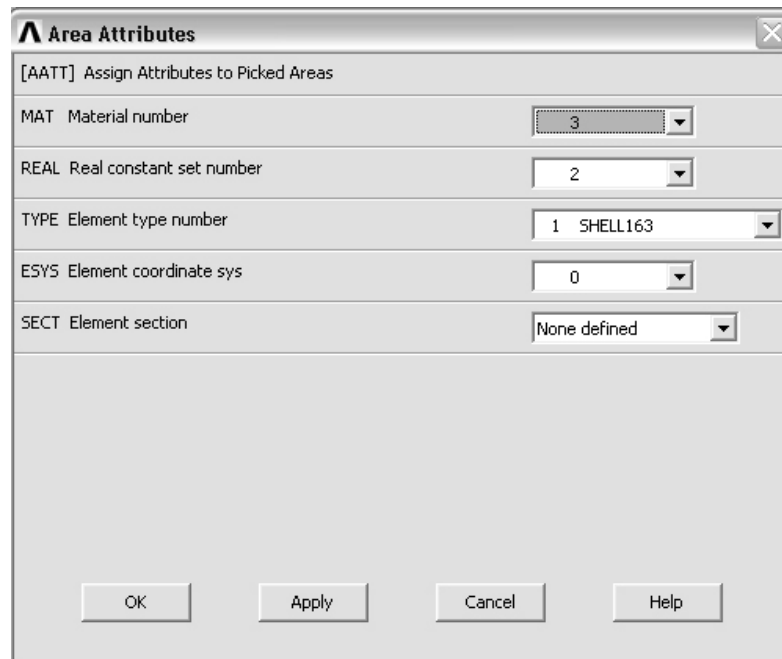 Area Attributes
[AATT] Assign Attributes to Picked Areas
MAT Material number 3
REAL Real constant set number 2
TYPE Element type number 1 SHELL163
ESYS Element coordinate sys 0
SECT Element section None defined
OK Apply Cancel Help